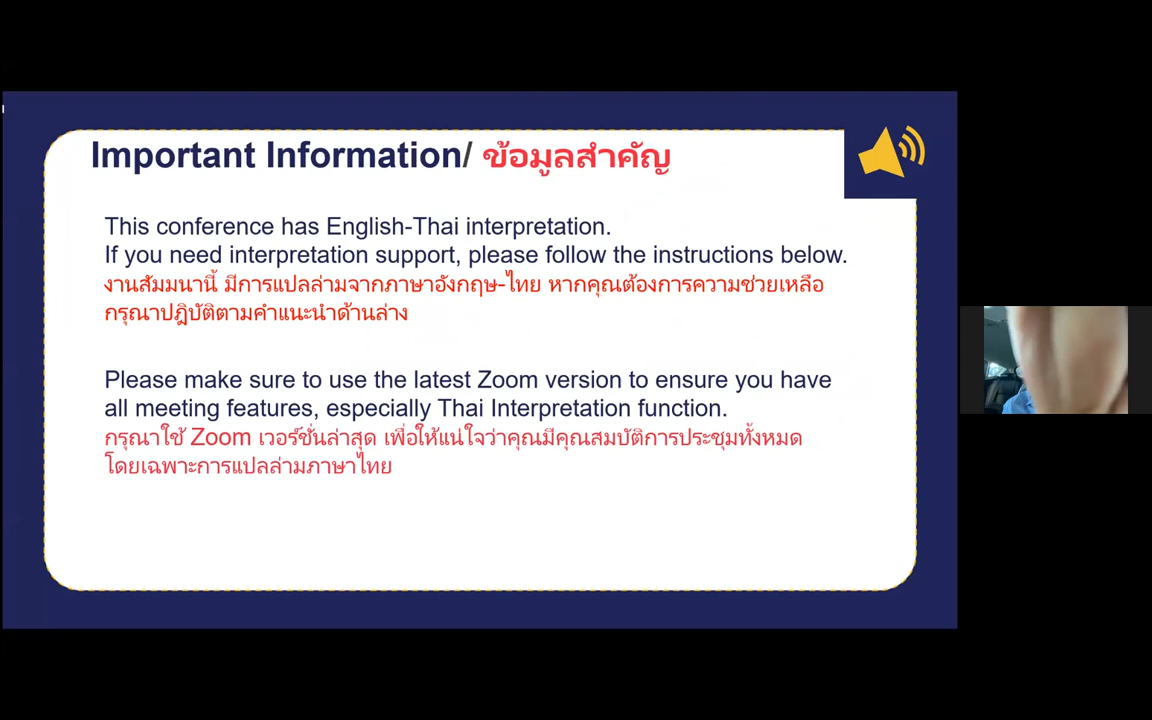 Important Information/ ข้อมูลสำคัญ
This conference has English-Thai interpretation.
If you need interpretation support, please follow the instructions below.
งานสัมมนานี้ มีการแปลล่ามจากภาษาอังกฤษ-ไทย หากคุณต้องการความช่วยเหลือ
กรุณาปฎิบัติตามคำแนะนำด้านล่าง
Please make sure to use the latest Zoom version to ensure you have
all meeting features, especially Thai Interpretation function.
กรุณาใช้ Zoom เวอร์ชั่นล่าสุด เพื่อให้แน่ใจว่าคุณมีคุณสมบัติการประชุมทั้งหมด
โดยเฉพาะการแปลล่ามภาษาไทย